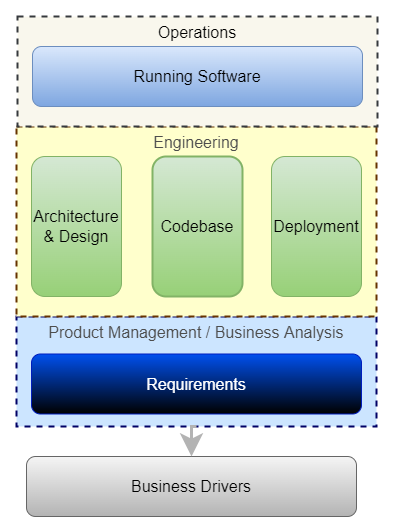 Operations
Running Software
Engineering
Architecture
& Design
Codebase
Deployment
Product Management / Business Analysis
Requirements
Business Drivers